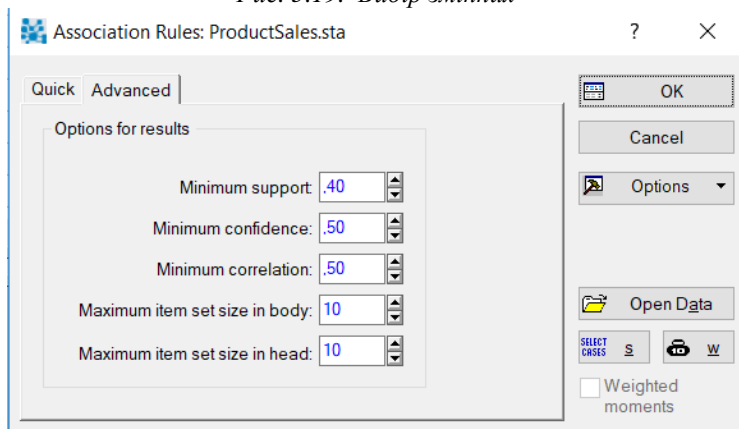 Association Rules: ProductSales.sta
?
Quick
Advanced
Options for results
Minimum support: ,40
Minimum confidence: ,50
Minimum correlation: ,50
Maximum item set size in body: 10
Maximum item set size in head: 10
OK
Cancel
Options
Open Data
SELECT CASES S
W
Weighted
moments